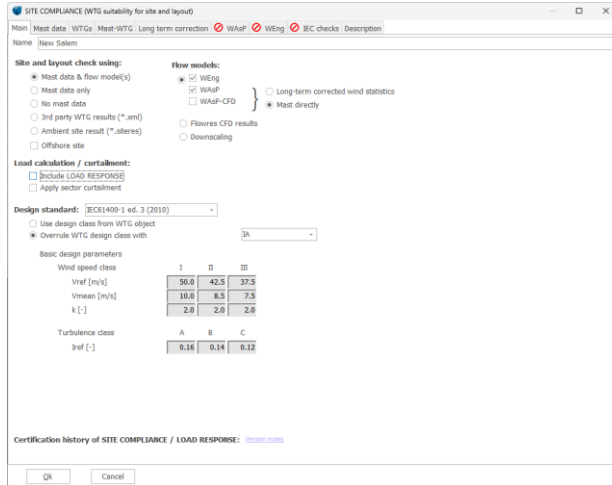 SITE COMPLIANCE (WTG suitability for site and layout)
Main Mast data WTGs Mast-WTG Long term correction WAsP WEng IEC checks Description
Name New Salem
Site and layout check using:
Mast data & flow model(s)
Mast data only
No mast data
3rd party WTG results (*.xml)
Ambient site result (*.siteres)
Offshore site
Flow models:
WEng
WAsP
WAsP-CFD
Long-term corrected wind statistics
Mast directly
Flowres CFD results
Downscaling
Load calculation / curtailment:
Include LOAD RESPONSE
Apply sector curtailment
Design standard: IEC61400-1 ed. 3 (2010)
Use design class from WTG object
Overrule WTG design class with IA
Basic design parameters
Wind speed class I II III
Vref [m/s] 50.0 42.5 37.5
Vmean [m/s] 10.0 8.5 7.5
k [-] 2.0 2.0 2.0
Turbulence class A B C
Iref [-] 0.16 0.14 0.12
Certification history of SITE COMPLIANCE / LOAD RESPONSE: Version notes
Ok Cancel